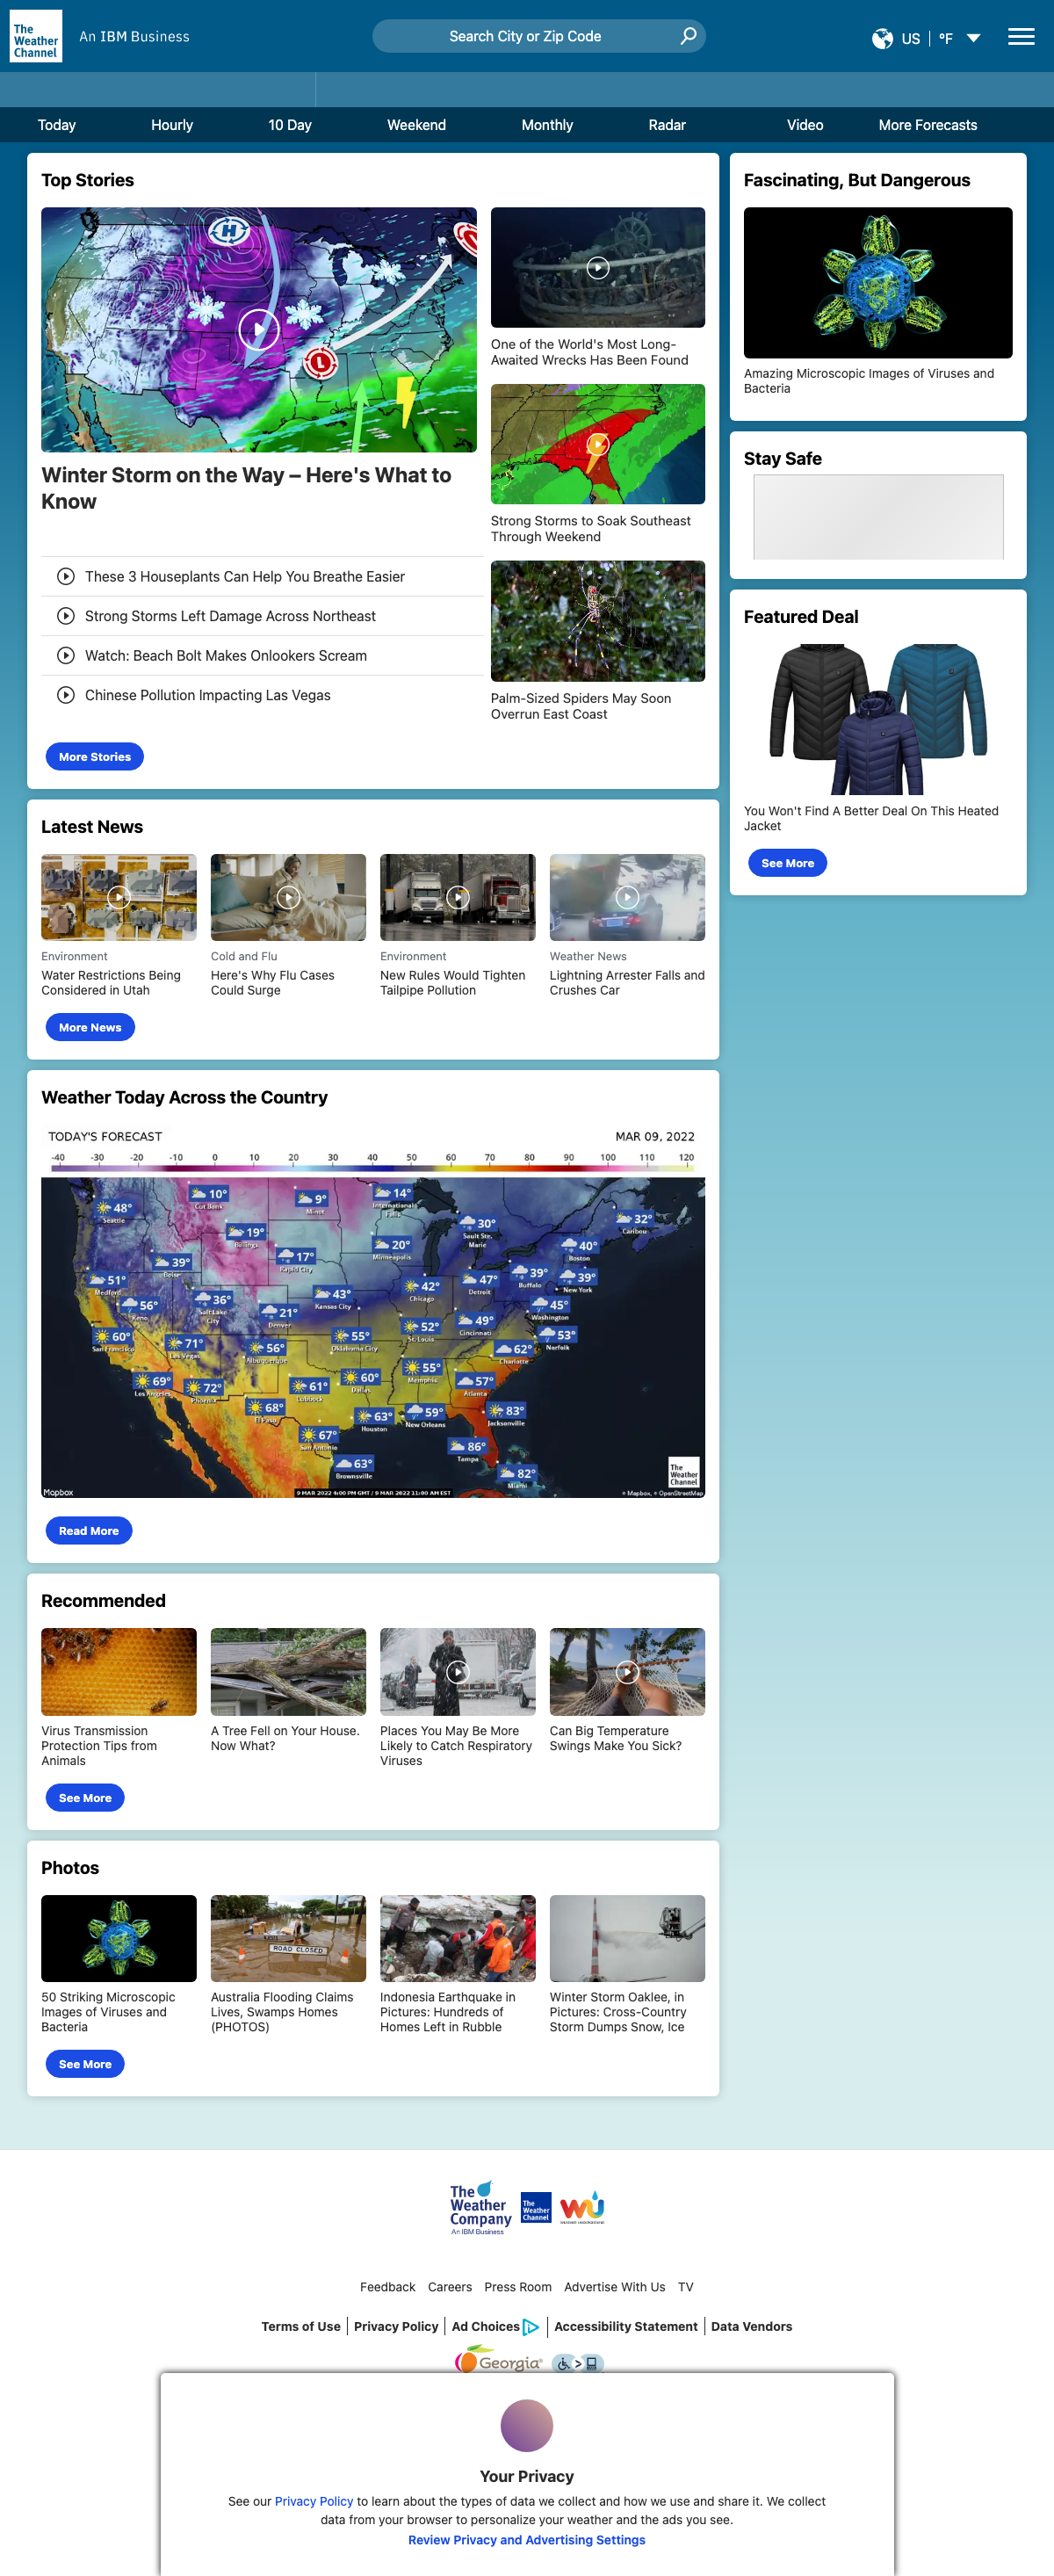 The
Weather
Channel
An IBM Business
Search City or Zip Code
US
°F
Today
Hourly
10 Day
Weekend
Monthly
Radar
Video
More Forecasts
Top Stories
H
L
Winter Storm on the Way – Here's What to
Know
These 3 Houseplants Can Help You Breathe Easier
Strong Storms Left Damage Across Northeast
Watch: Beach Bolt Makes Onlookers Scream
Chinese Pollution Impacting Las Vegas
More Stories
One of the World's Most Long-
Awaited Wrecks Has Been Found
Strong Storms to Soak Southeast
Through Weekend
Palm-Sized Spiders May Soon
Overrun East Coast
Fascinating, But Dangerous
Amazing Microscopic Images of Viruses and
Bacteria
Stay Safe
Featured Deal
You Won't Find A Better Deal On This Heated
Jacket
See More
Latest News
Environment
Water Restrictions Being
Considered in Utah
Cold and Flu
Here's Why Flu Cases
Could Surge
Environment
New Rules Would Tighten
Tailpipe Pollution
Weather News
Lightning Arrester Falls and
Crushes Car
More News
Weather Today Across the Country
TODAY'S FORECAST
MAR 09, 2022
-40 -30 -20 -10 0 10 20 30 40 50 60 70 80 90 100 110 120
48°
Seattle
10°
Cut Bank
9°
Minot
14°
International
Falls
30°
Sault Ste.
Marie
32°
Caribou
19°
Billings
39°
Boise
17°
Rapid City
20°
Minneapolis
40°
Boston
51°
Medford
56°
Reno
36°
Salt Lake
City
21°
Denver
43°
Kansas City
42°
Chicago
47°
Detroit
39°
Buffalo
39°
New York
45°
Washington
60°
San Francisco
71°
Las Vegas
56°
Albuquerque
55°
Oklahoma City
52°
St. Louis
49°
Cincinnati
53°
Norfolk
62°
Charlotte
69°
Los Angeles
72°
Phoenix
61°
Lubbock
60°
Dallas
55°
Memphis
57°
Atlanta
68°
El Paso
63°
Houston
59°
New Orleans
83°
Jacksonville
67°
San Antonio
86°
Tampa
63°
Brownsville
82°
Miami
The
Weather
Channel
Mapbox
9 MAR 2022 4:00 PM GMT / 9 MAR 2022 11:00 AM EST
© Mapbox, © OpenStreetMap
Read More
Recommended
Virus Transmission
Protection Tips from
Animals
A Tree Fell on Your House.
Now What?
Places You May Be More
Likely to Catch Respiratory
Viruses
Can Big Temperature
Swings Make You Sick?
See More
Photos
ROAD CLOSED
50 Striking Microscopic
Images of Viruses and
Bacteria
Australia Flooding Claims
Lives, Swamps Homes
(PHOTOS)
Indonesia Earthquake in
Pictures: Hundreds of
Homes Left in Rubble
Winter Storm Oaklee, in
Pictures: Cross-Country
Storm Dumps Snow, Ice
See More
The
Weather
Company
An IBM Business
The
Weather
Channel
wu
Feedback
Careers
Press Room
Advertise With Us
TV
Terms of Use
Privacy Policy
Ad Choices
Accessibility Statement
Data Vendors
Georgia
>
Your Privacy
See our Privacy Policy to learn about the types of data we collect and how we use and share it. We collect
data from your browser to personalize your weather and the ads you see.
Review Privacy and Advertising Settings